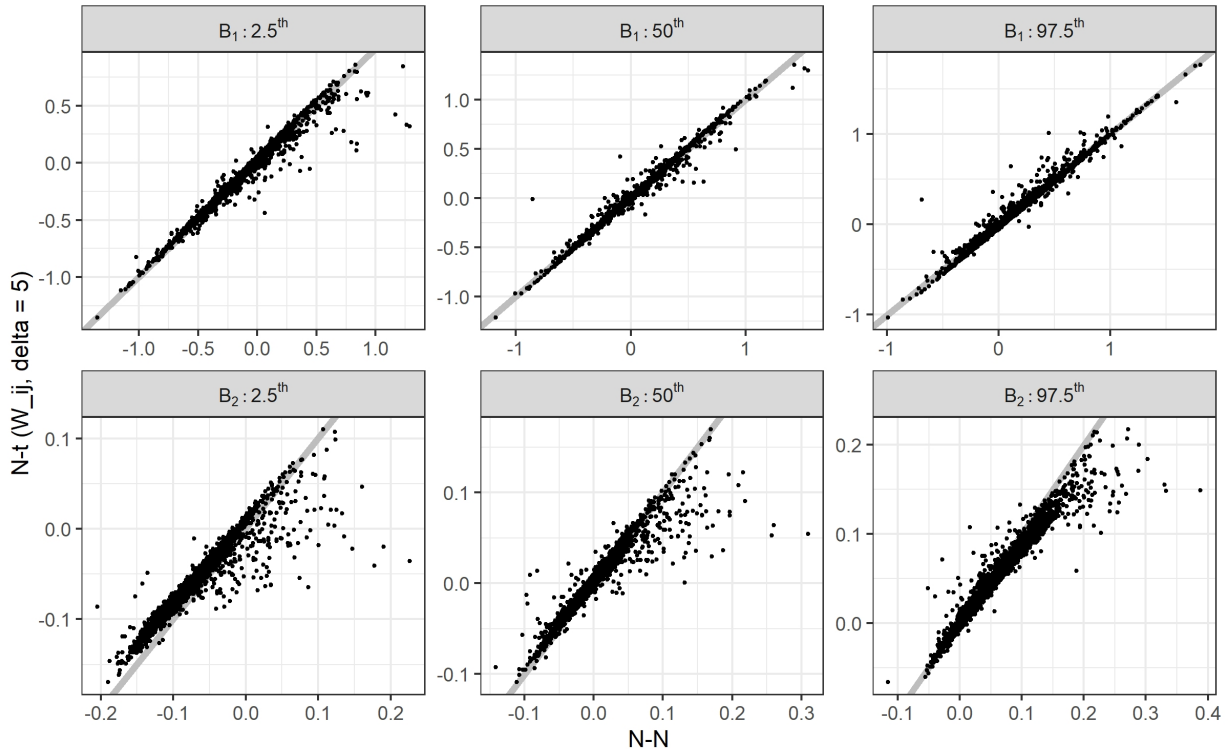 B1 : 2.5th
B1 : 50th
B1 : 97.5th
0.5
0.0
-0.5
-1.0
1.0
0.5
0.0
-0.5
-1.0
1
0
-1
-1.0 -0.5 0.0 0.5 1.0
-1 0 1
-1 0 1
N-t (W_ij, delta = 5)
B2 : 2.5th
B2 : 50th
B2 : 97.5th
0.1
0.0
-0.1
0.1
0.0
-0.1
0.2
0.1
0.0
-0.2 -0.1 0.0 0.1 0.2
-0.1 0.0 0.1 0.2 0.3
-0.1 0.0 0.1 0.2 0.3 0.4
N-N